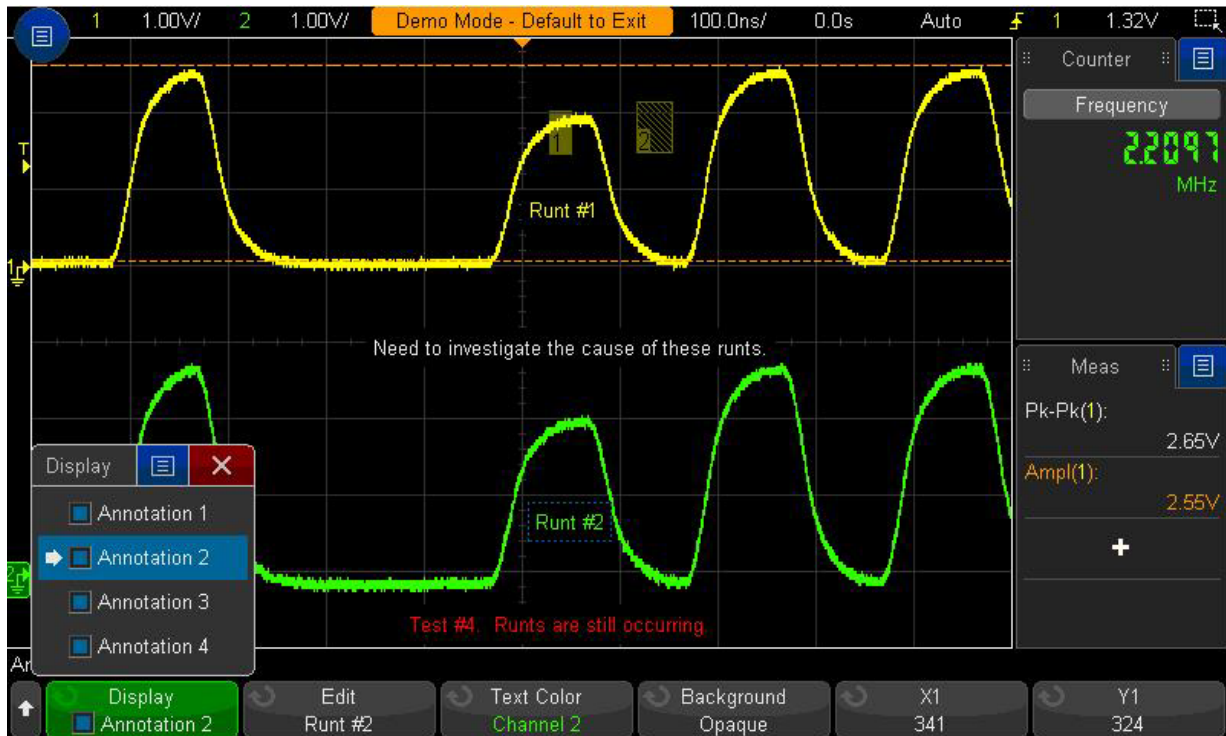 1 1.00V/ 2 1.00V/ Demo Mode - Default to Exit 100.0ns/ 0.0s Auto 1 1.32V
Counter
Frequency
2.2097
MHz
T
1
2
Runt #1
1
Need to investigate the cause of these runts.
Meas
Pk-Pk(1):
2.65V
Ampl(1):
2.55V
+
Display
Annotation 1
Annotation 2
Annotation 3
Annotation 4
Runt #2
2
Test #4. Runts are still occurring.
Display
Annotation 2
Edit
Runt #2
Text Color
Channel 2
Background
Opaque
X1
341
Y1
324